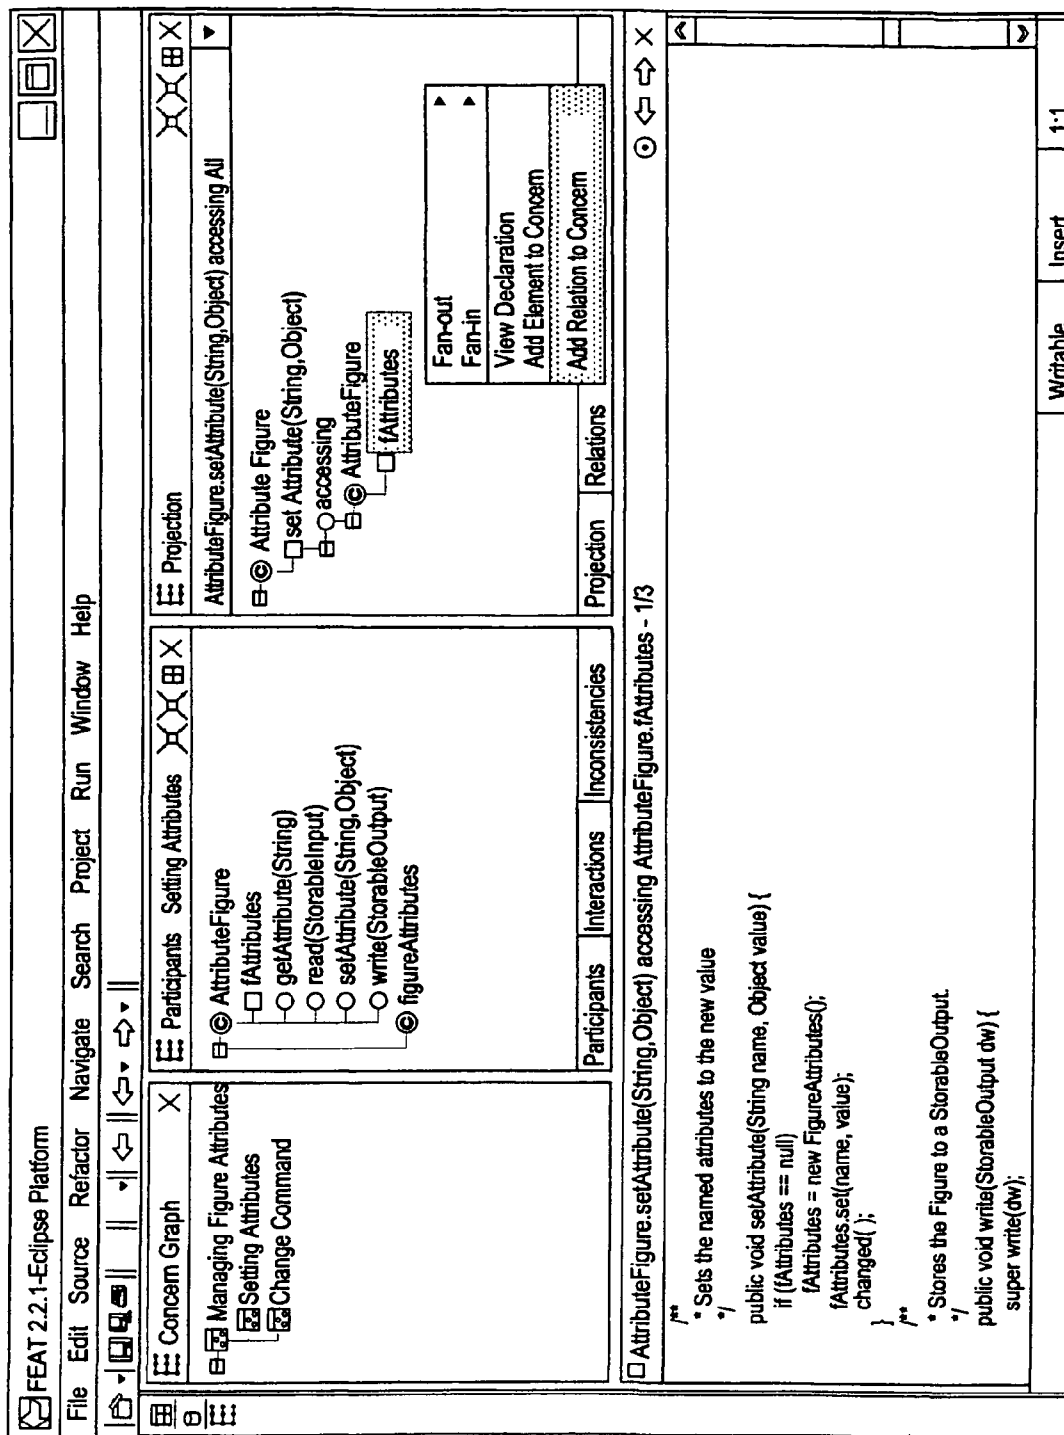 FEAT 2.2.1-Eclipse Platform
File Edit Source Refactor Navigate Search Project Run Window Help
Concern Graph
Managing Figure Attributes
Setting Attributes
Change Command
Participants Setting Attributes
AttributeFigure
fAttributes
getAttribute(String)
read(StorableInput)
setAttribute(String,Object)
write(StorableOutput)
figureAttributes
Participants Interactions Inconsistencies
Projection
AttributeFigure.setAttribute(String,Object) accessing All
Attribute Figure
set Attribute(String,Object)
accessing
AttributeFigure
fAttributes
Fan-out
Fan-in
View Declaration
Add Element to Concern
Add Relation to Concern
Projection Relations
AttributeFigure.setAttribute(String,Object) accessing AttributeFigure.fAttributes - 1/3
/**
* Sets the named attributes to the new value
*/
public void setAttribute(String name, Object value) {
if (fAttributes == null)
fAttributes = new FigureAttributes();
fAttributes.set(name, value);
changed( );
}
/**
* Stores the Figure to a StorableOutput.
*/
public void write(StorableOutput dw) {
super write(dw);
Writable Insert 1:1